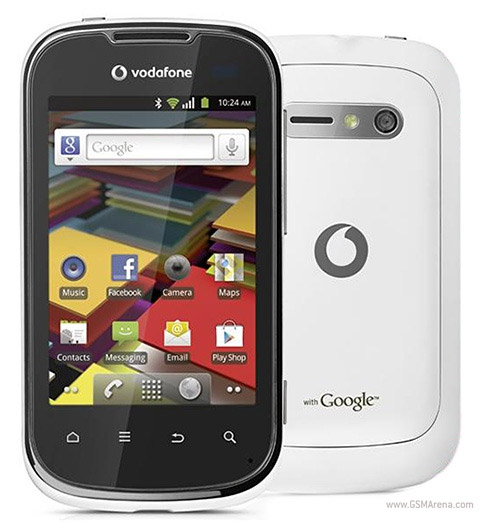 vodafone
10:24 AM
g Google
Music Facebook Camera Maps
Contacts Messaging Email Play Shop
with Google™
www.GSMArena.com